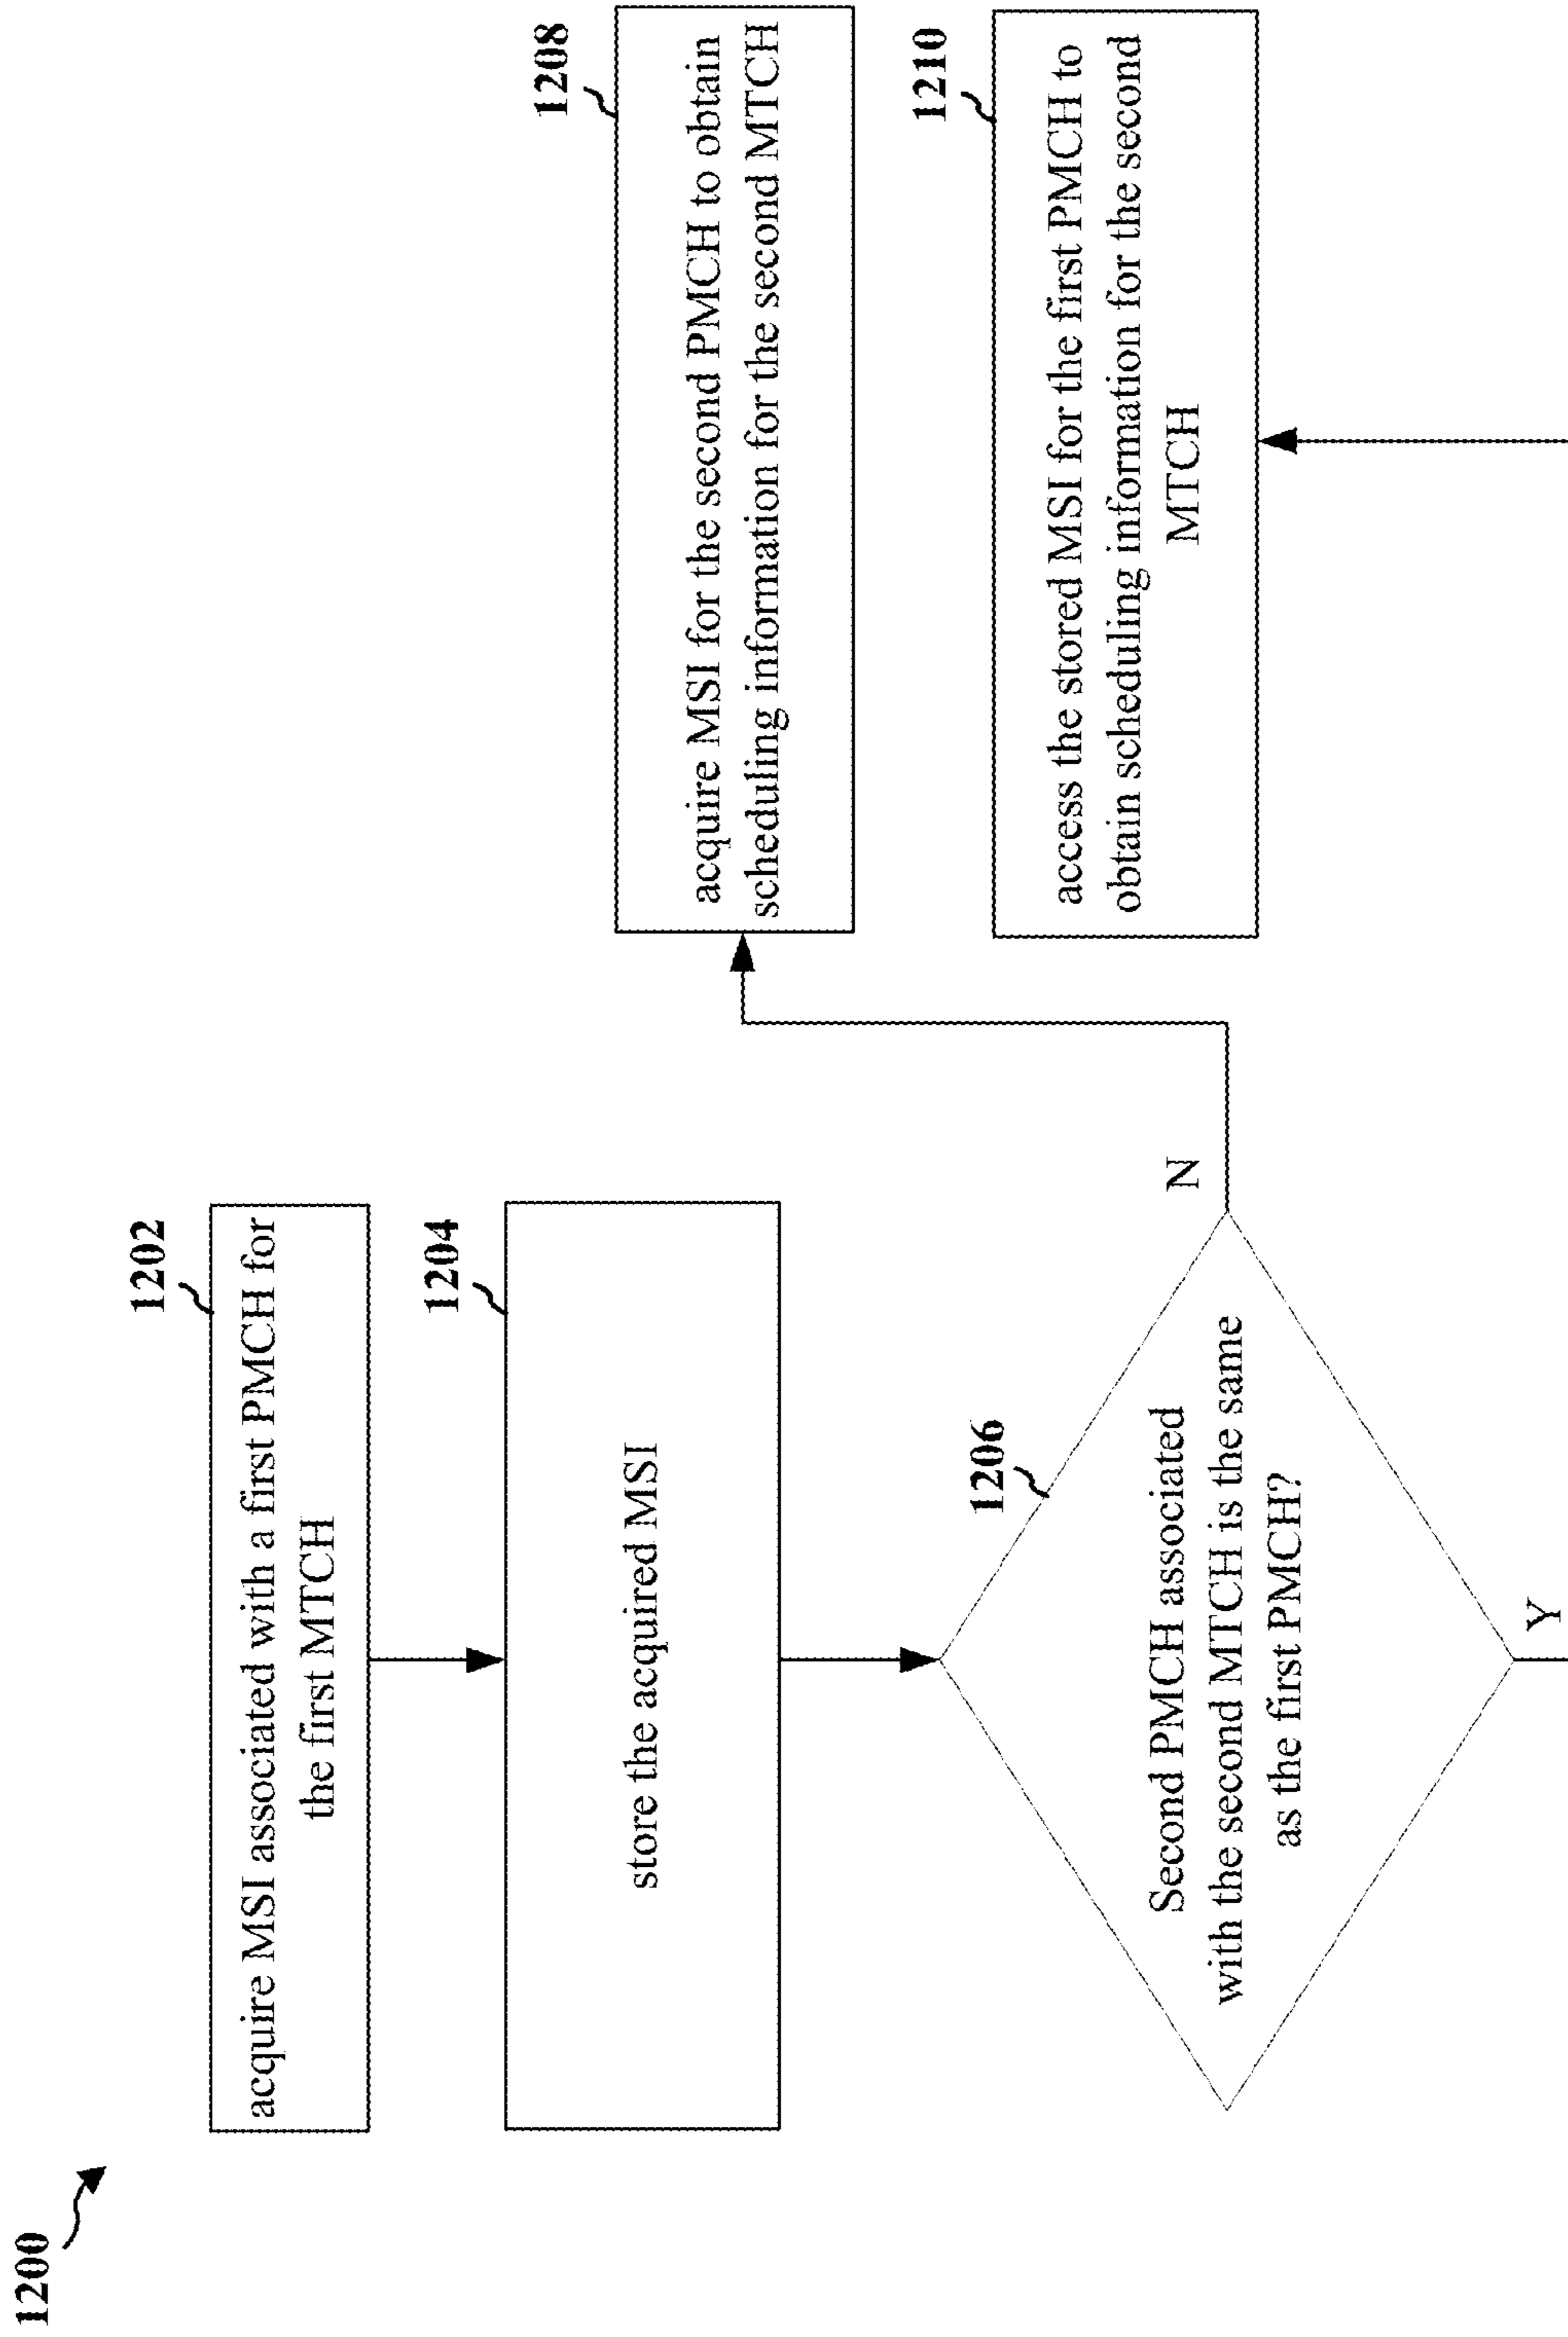 1200
1202
acquire MSI associated with a first PMCH for
the first MTCH
1204
store the acquired MSI
1206
Second PMCH associated
with the second MTCH is the same
as the first PMCH?
N
Y
1208
acquire MSI for the second PMCH to obtain
scheduling information for the second MTCH
1210
access the stored MSI for the first PMCH to
obtain scheduling information for the second
MTCH